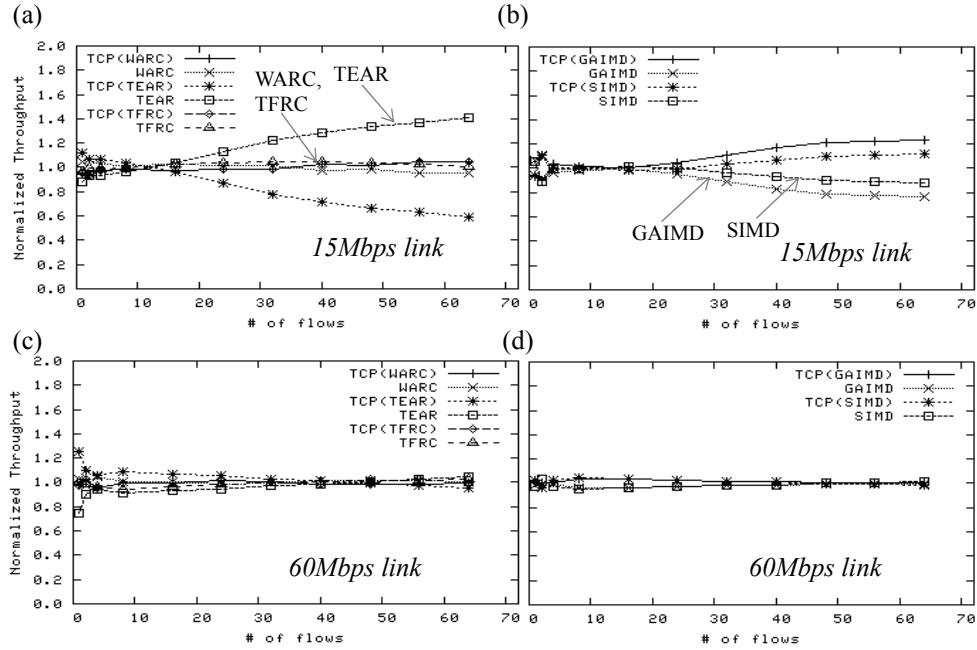 (a)
(b)
2.0
1.8
1.6
1.4
1.2
1.0
0.8
0.6
0.4
0.2
0.0
Normalized Throughput
TCP(WARC)
WARC
TCP(TEAR)
TEAR
TCP(TFRC)
TFRC
WARC,
TFRC
TEAR
15Mbps link
0 10 20 30 40 50 60 70
# of flows
TCP(GAIMD)
GAIMD
TCP(SIMD)
SIMD
GAIMD
SIMD
15Mbps link
0 10 20 30 40 50 60 70
# of flows
(c)
(d)
2.0
1.8
1.6
1.4
1.2
1.0
0.8
0.6
0.4
0.2
0.0
Normalized Throughput
TCP(WARC)
WARC
TCP(TEAR)
TEAR
TCP(TFRC)
TFRC
60Mbps link
0 10 20 30 40 50 60 70
# of flows
TCP(GAIMD)
GAIMD
TCP(SIMD)
SIMD
60Mbps link
0 10 20 30 40 50 60 70
# of flows